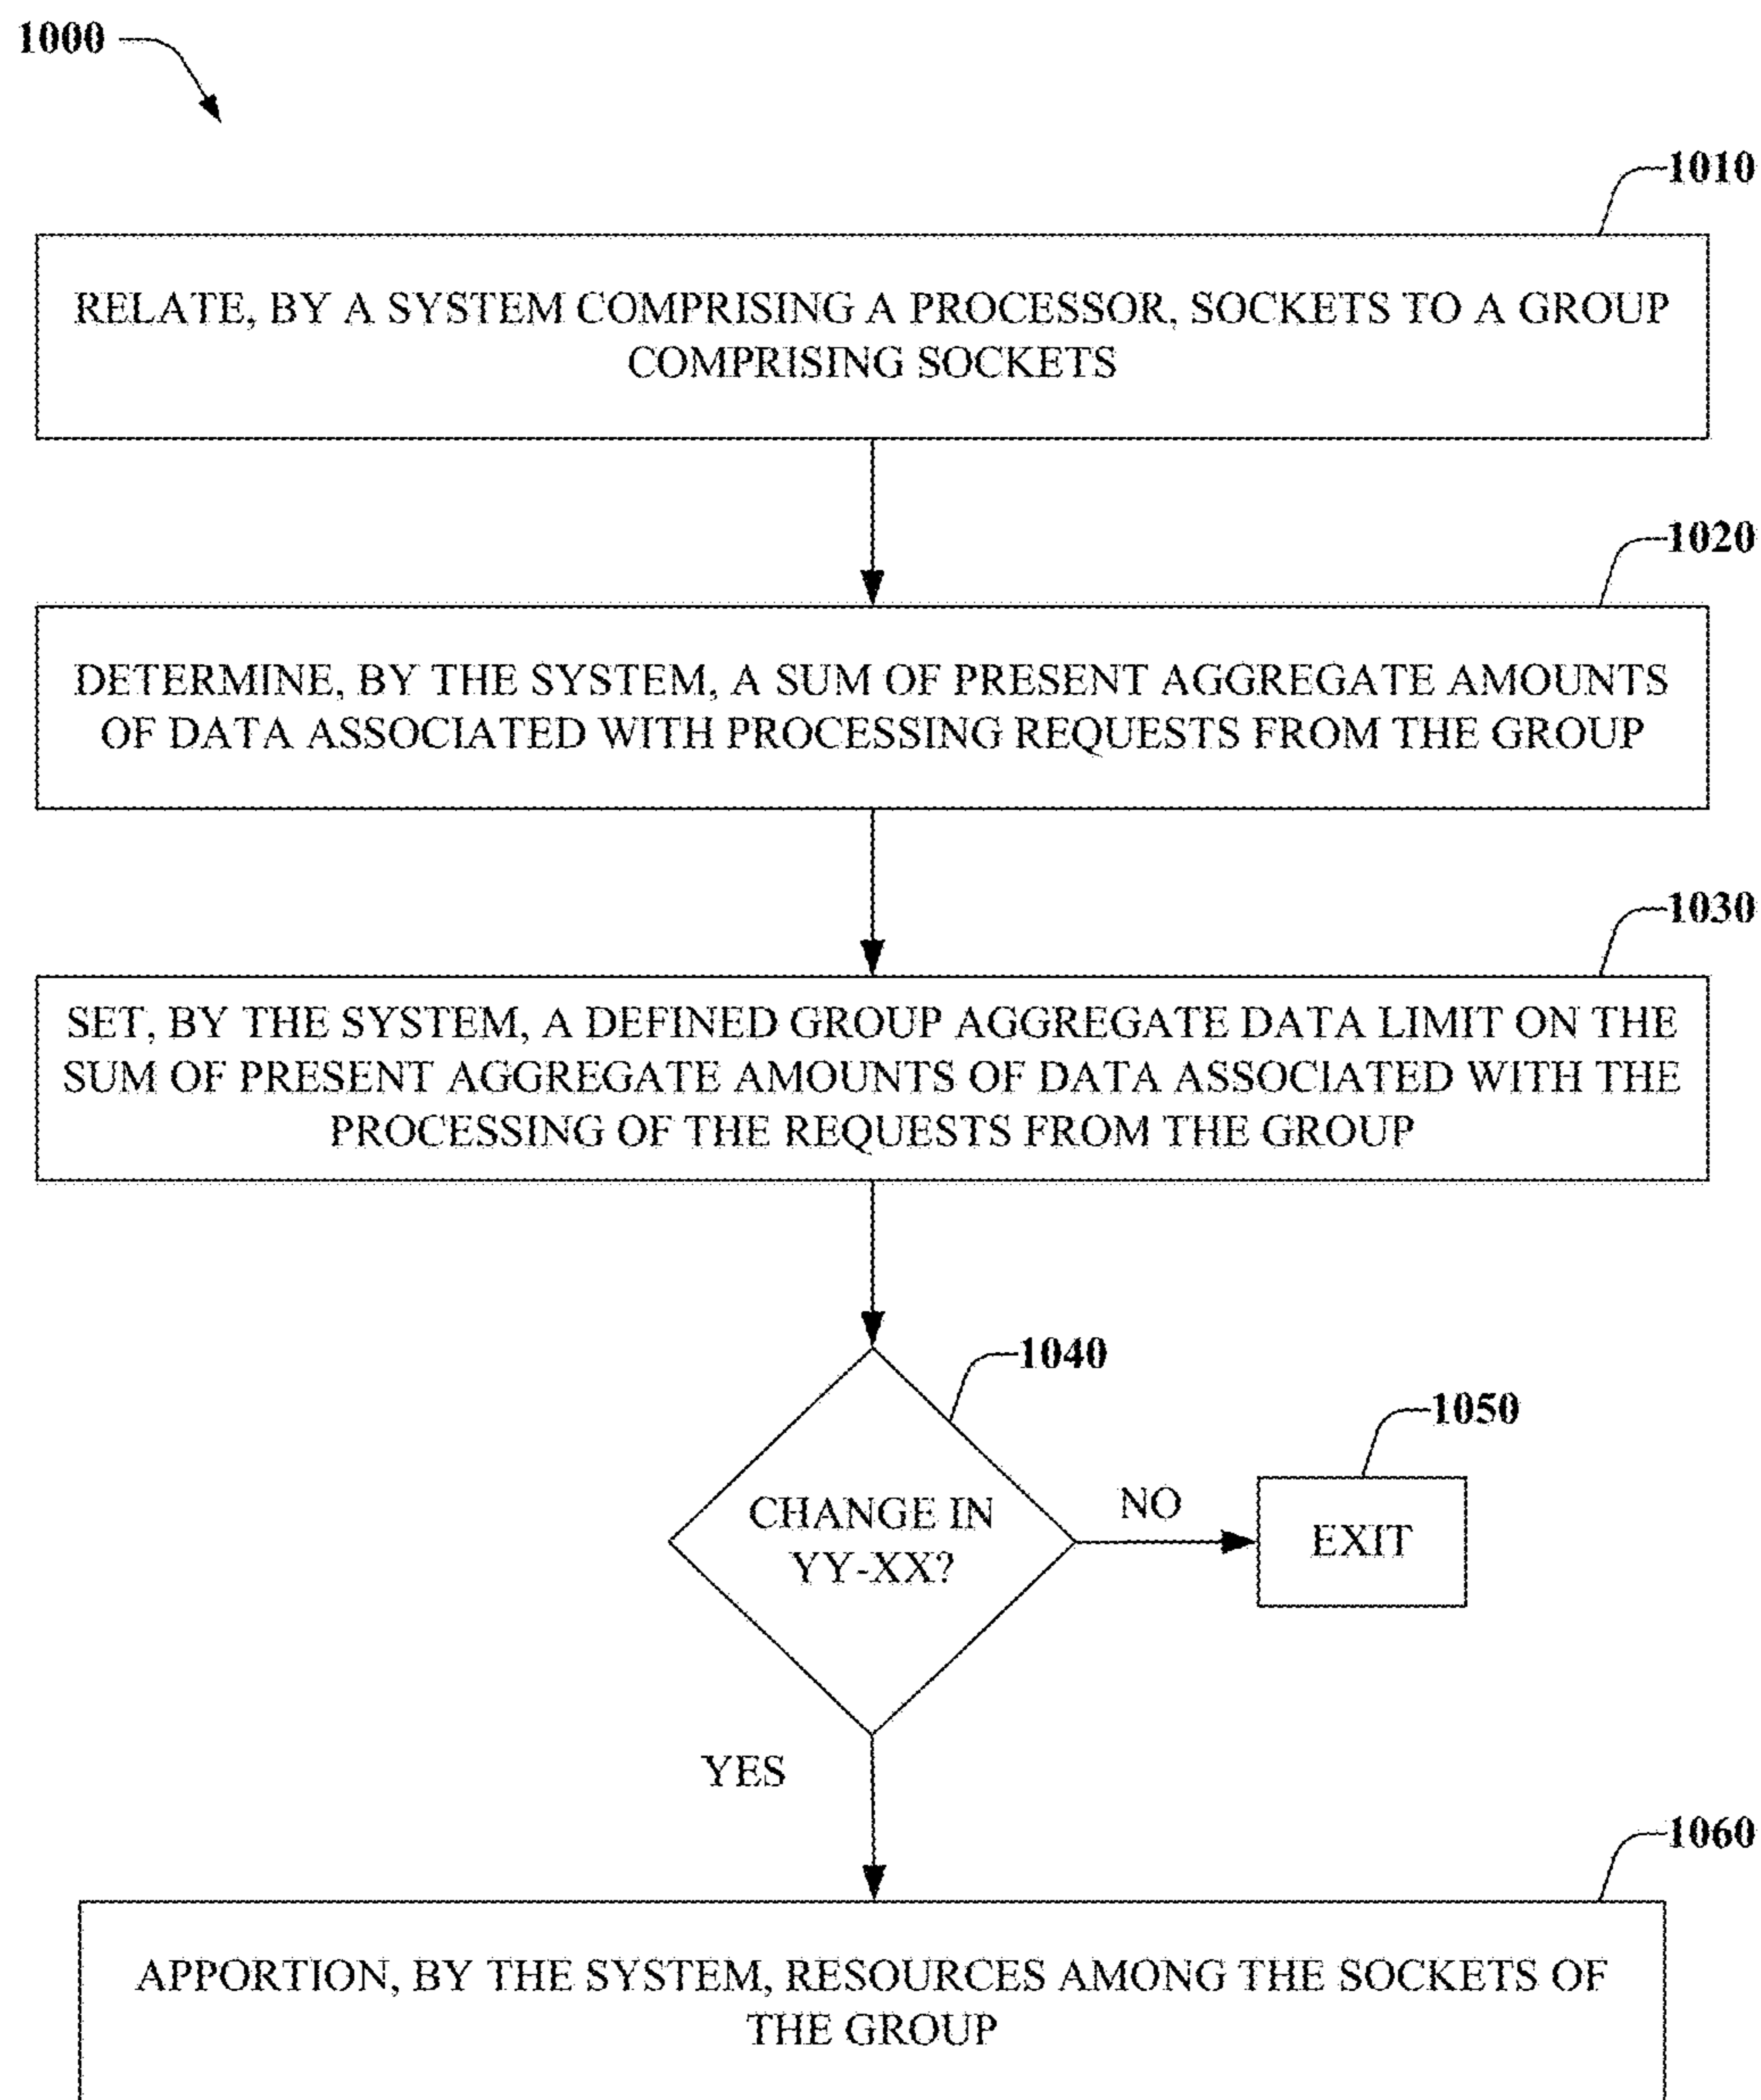 1000
1010
RELATE, BY A SYSTEM COMPRISING A PROCESSOR, SOCKETS TO A GROUP
COMPRISING SOCKETS
1020
DETERMINE, BY THE SYSTEM, A SUM OF PRESENT AGGREGATE AMOUNTS
OF DATA ASSOCIATED WITH PROCESSING REQUESTS FROM THE GROUP
1030
SET, BY THE SYSTEM, A DEFINED GROUP AGGREGATE DATA LIMIT ON THE
SUM OF PRESENT AGGREGATE AMOUNTS OF DATA ASSOCIATED WITH THE
PROCESSING OF THE REQUESTS FROM THE GROUP
1040
CHANGE IN
YY-XX?
NO
1050
EXIT
YES
1060
APPORTION, BY THE SYSTEM, RESOURCES AMONG THE SOCKETS OF
THE GROUP